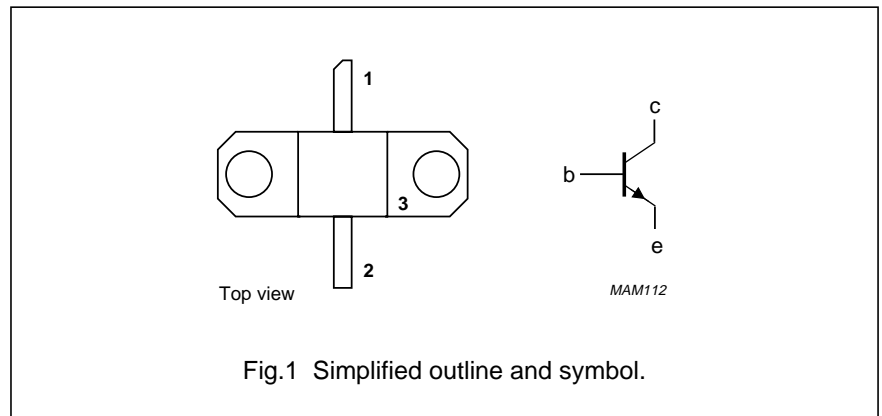 1
c
b
3
e
2
Top view
MAM112
Fig.1 Simplified outline and symbol.